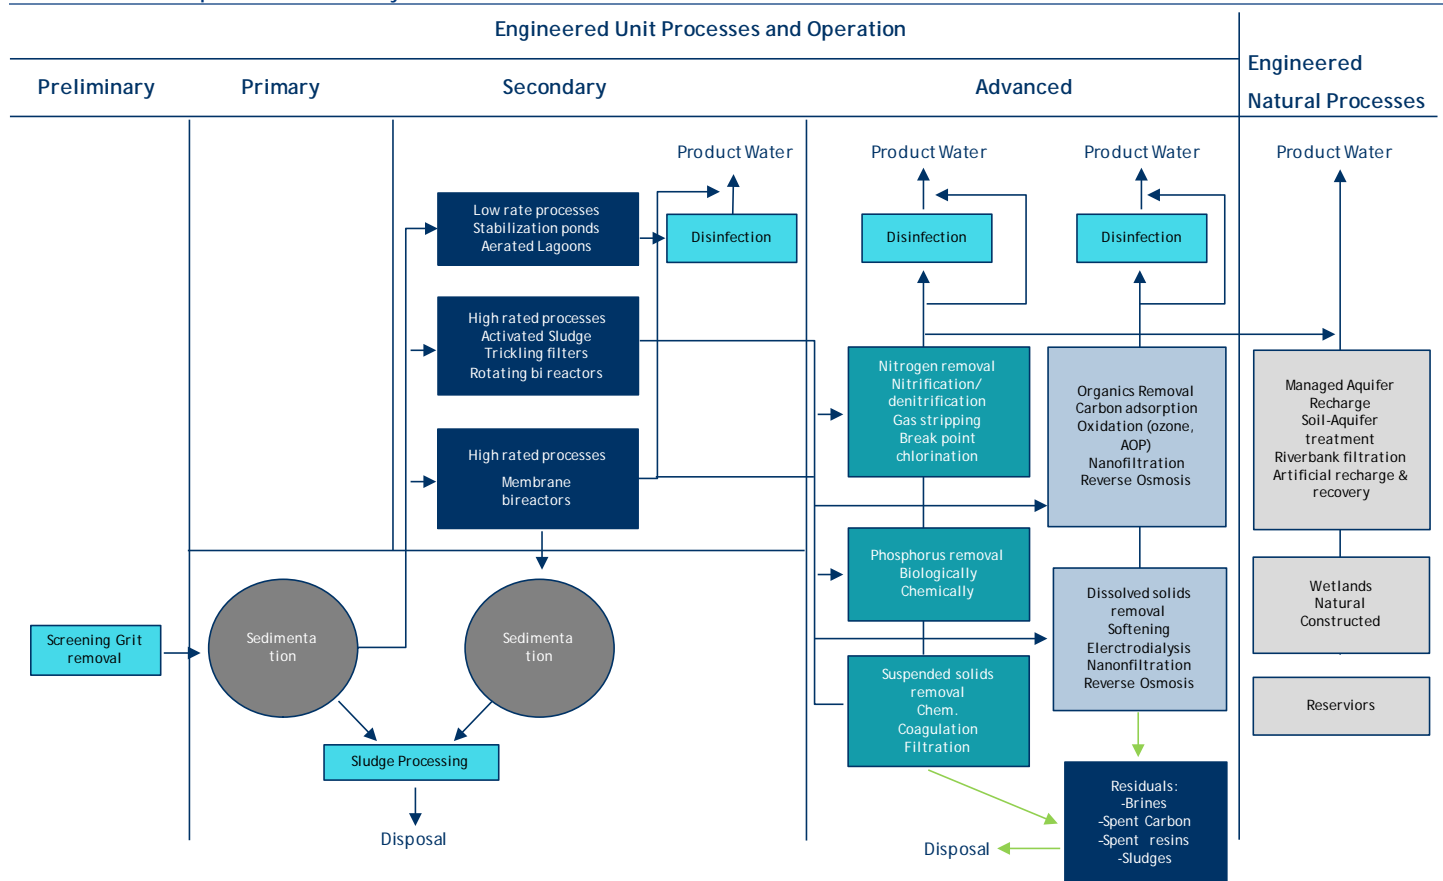 Engineered Unit Processes and Operation
Engineered
Natural Processes
Preliminary
Primary
Secondary
Advanced
Product Water
Product Water
Product Water
Product Water
Low rate processes
Stabilization ponds
Aerated Lagoons
Disinfection
Disinfection
Disinfection
High rated processes
Activated Sludge
Trickling filters
Rotating bi reactors
High rated processes
Membrane
bireactors
Nitrogen removal
Nitrification/
denitrification
Gas stripping
Break point
chlorination
Organics Removal
Carbon adsorption
Oxidation (ozone,
AOP)
Nanofiltration
Reverse Osmosis
Managed Aquifer
Recharge
Soil-Aquifer
treatment
Riverbank filtration
Artificial recharge &
recovery
Phosphorus removal
Biologically
Chemically
Dissolved solids
removal
Softening
Elerctrodialysis
Nanonfiltration
Reverse Osmosis
Wetlands
Natural
Constructed
Screening Grit
removal
Sedimenta
tion
Sedimenta
tion
Suspended solids
removal
Chem.
Coagulation
Filtration
Reserviors
Sludge Processing
Disposal
Residuals:
-Brines
-Spent Carbon
-Spent resins
-Sludges
Disposal